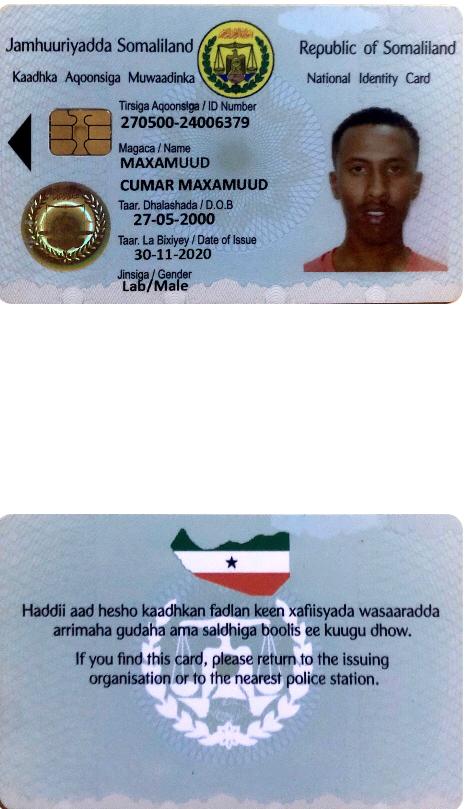 Jamhuuriyadda Somaliland
Republic of Somaliland
Kaadhka Aqoonsiga Muwaadinka
National Identity Card
Tirsiga Aqoonsiga / ID Number
270500-24006379
Magaca / Name
MAXAMUUD
CUMAR MAXAMUUD
Taar. Dhalashada / D.O.B
27-05-2000
Taar. La Bixiyey / Date of Issue
30-11-2020
Jinsiga / Gender
Lab/Male
Haddii aad hesho kaadhkan fadlan keen xafiisyada wasaaradda
arrimaha gudaha ama saldhiga boolis ee kuugu dhow.
If you find this card, please return to the issuing
organisation or to the nearest police station.